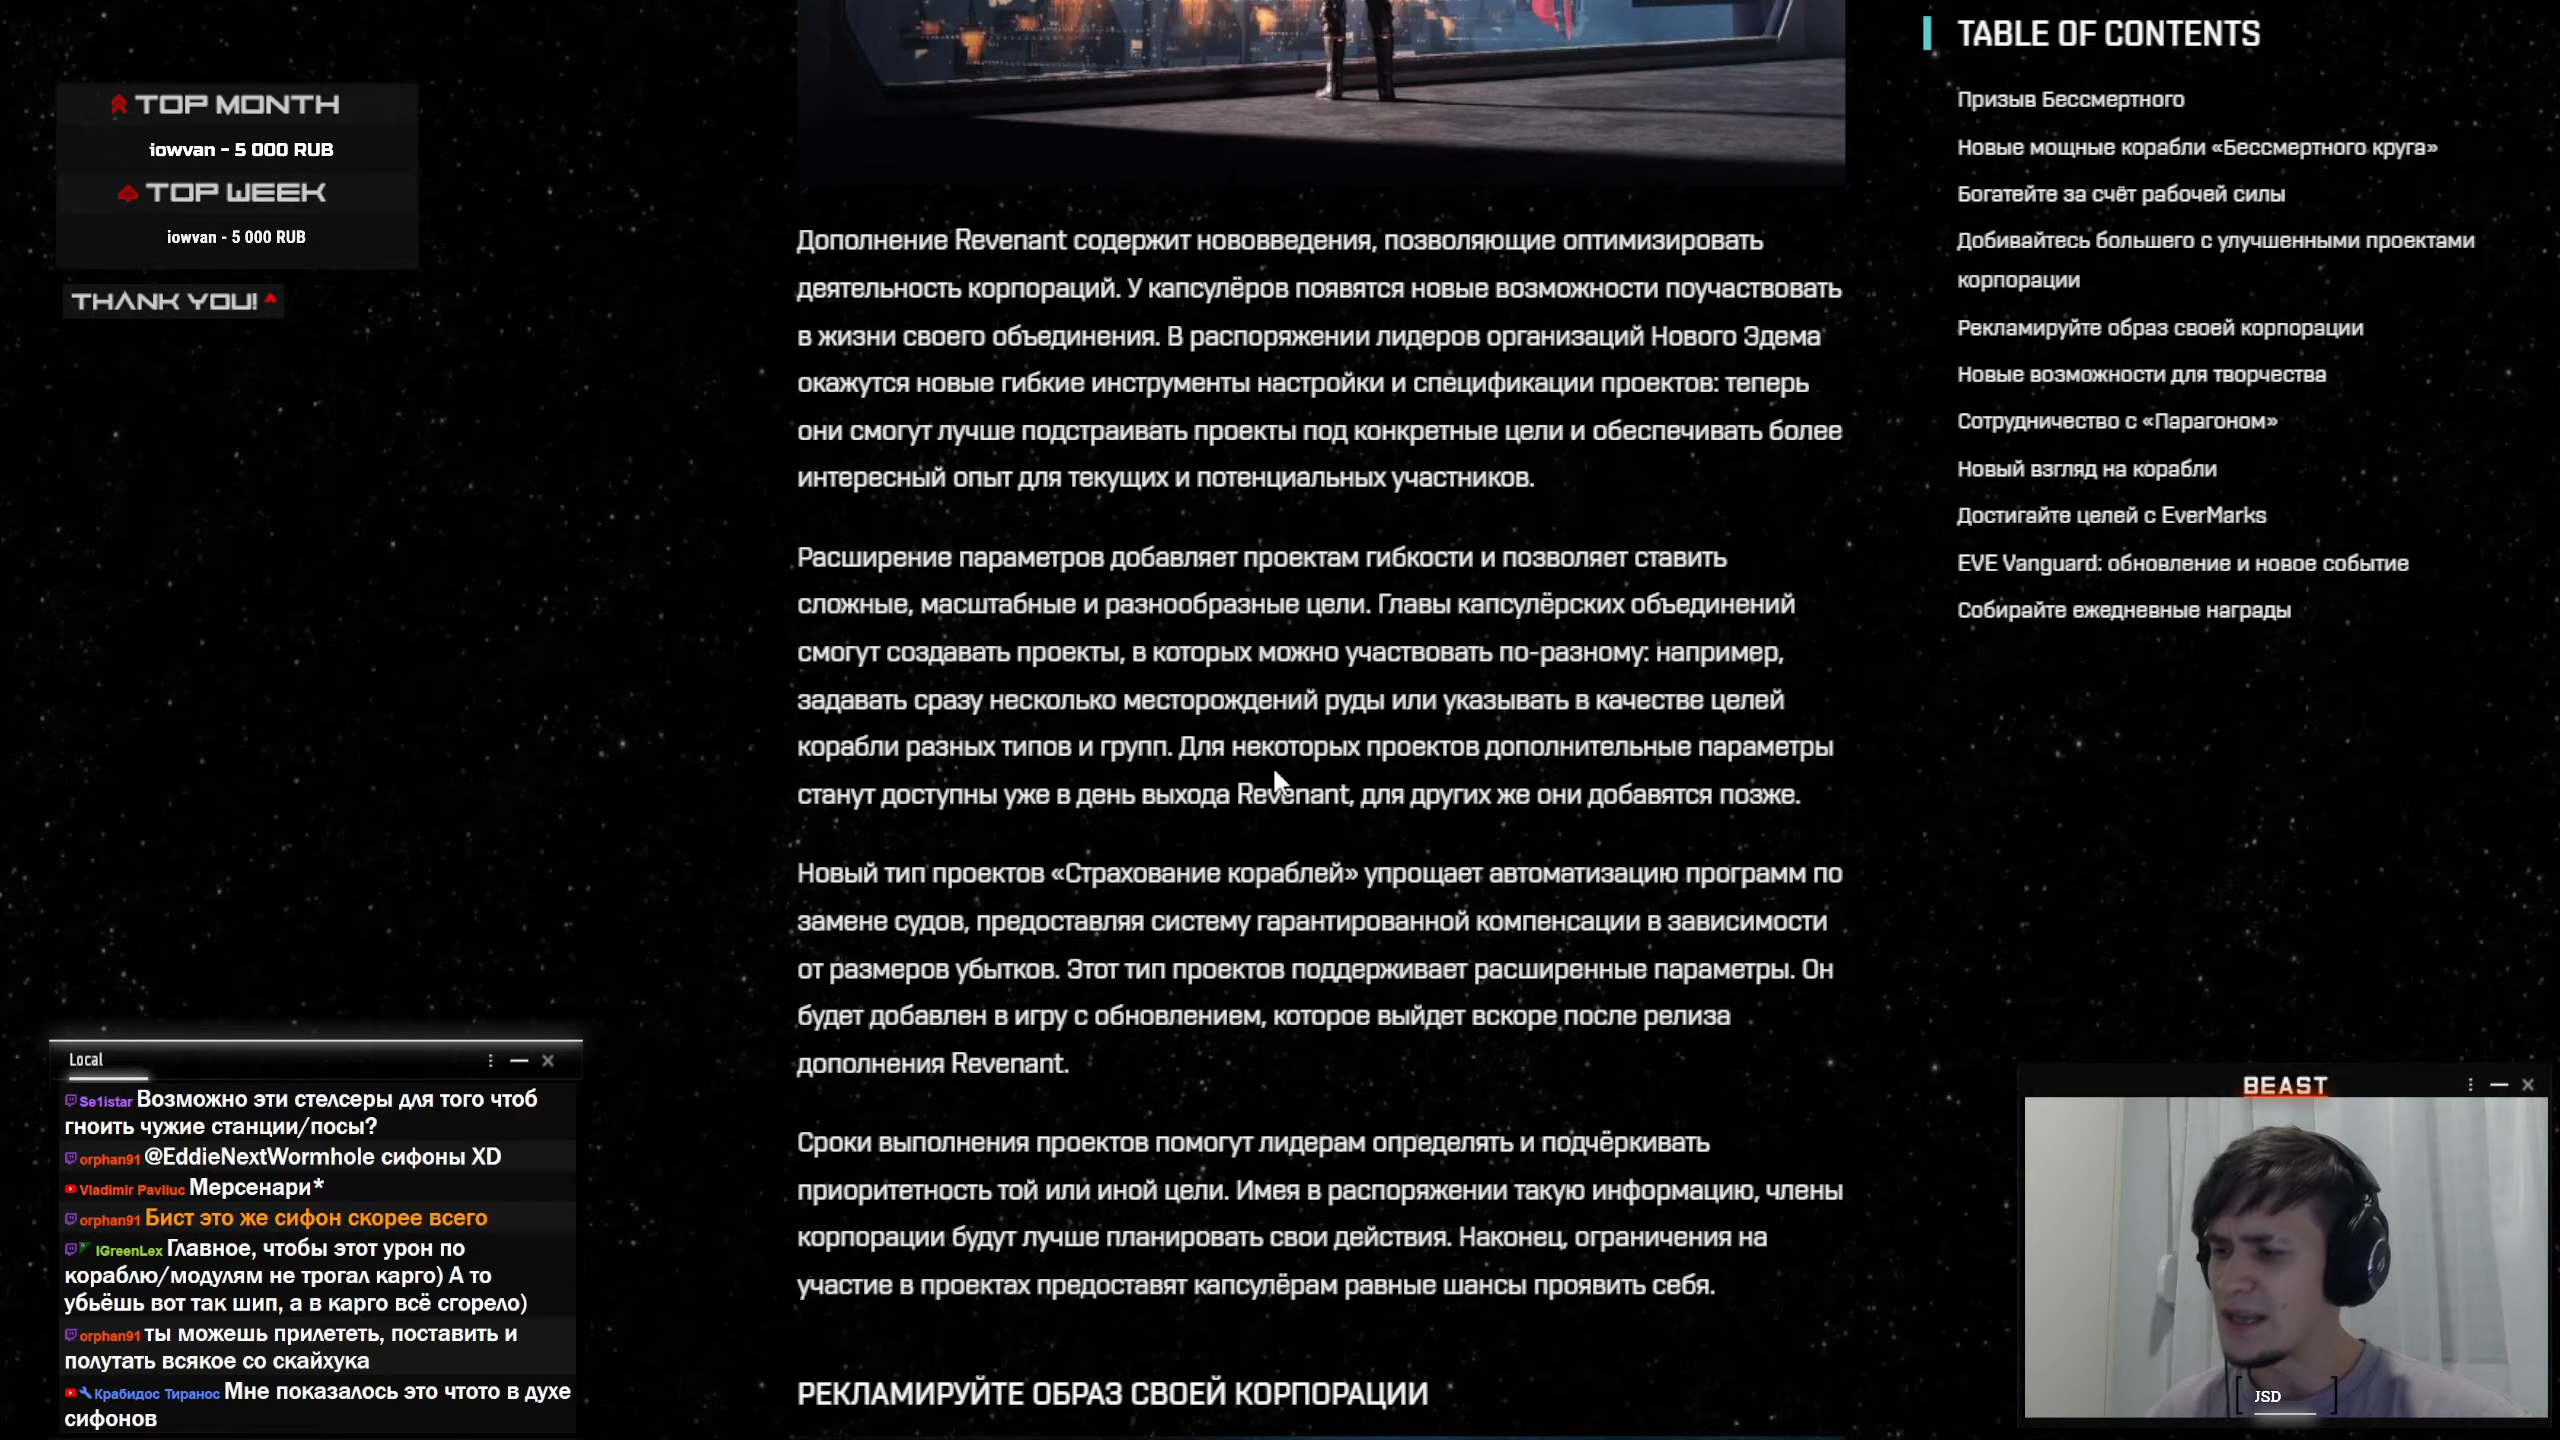 TOP MONTH
iowvan - 5 000 RUB
TOP WEEK
iowvan - 5 000 RUB
THANK YOU!
Дополнение Revenant содержит нововведения, позволяющие оптимизировать
деятельность корпораций. У капсулёров появятся новые возможности поучаствовать
в жизни своего объединения. В распоряжении лидеров организаций Нового Эдема
окажутся новые гибкие инструменты настройки и спецификации проектов: теперь
они смогут лучше подстраивать проекты под конкретные цели и обеспечивать более
интересный опыт для текущих и потенциальных участников.
Расширение параметров добавляет проектам гибкости и позволяет ставить
сложные, масштабные и разнообразные цели. Главы капсулёрских объединений
смогут создавать проекты, в которых можно участвовать по-разному: например,
задавать сразу несколько месторождений руды или указывать в качестве целей
корабли разных типов и групп. Для некоторых проектов дополнительные параметры
станут доступны уже в день выхода Revenant, для других же они добавятся позже.
Новый тип проектов «Страхование кораблей» упрощает автоматизацию программ по
замене судов, предоставляя систему гарантированной компенсации в зависимости
от размеров убытков. Этот тип проектов поддерживает расширенные параметры. Он
будет добавлен в игру с обновлением, которое выйдет вскоре после релиза
дополнения Revenant.
Сроки выполнения проектов помогут лидерам определять и подчёркивать
приоритетность той или иной цели. Имея в распоряжении такую информацию, члены
корпорации будут лучше планировать свои действия. Наконец, ограничения на
участие в проектах предоставят капсулёрам равные шансы проявить себя.
РЕКЛАМИРУЙТЕ ОБРАЗ СВОЕЙ КОРПОРАЦИИ
TABLE OF CONTENTS
Призыв Бессмертного
Новые мощные корабли «Бессмертного круга»
Богатейте за счёт рабочей силы
Добивайтесь большего с улучшенными проектами
корпорации
Рекламируйте образ своей корпорации
Новые возможности для творчества
Сотрудничество с «Парагоном»
Новый взгляд на корабли
Достигайте целей с EverMarks
EVE Vanguard: обновление и новое событие
Собирайте ежедневные награды
Local
Se1istar Возможно эти стелсеры для того чтоб
гноить чужие станции/посы?
orphan91 @EddieNextWormhole сифоны XD
Vladimir Pavliuc Мерсенари*
orphan91 Бист это же сифон скорее всего
IGreenLex Главное, чтобы этот урон по
кораблю/модулям не трогал карго) А то
убьёшь вот так шип, а в карго всё сгорело)
orphan91 ты можешь прилететь, поставить и
полутать всякое со скайхука
Крабидос Тиранос Мне показалось это чтото в духе
сифонов
BEAST
JSD